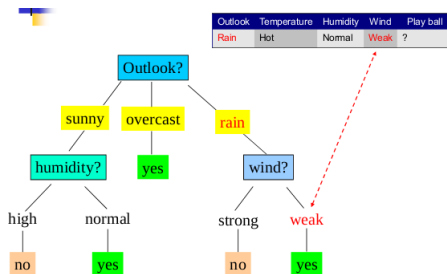 Outlook Temperature Humidity Wind Play ball
Rain Hot Normal Weak ?
Outlook?
sunny overcast rain
humidity? yes wind?
high normal strong weak
no yes no yes